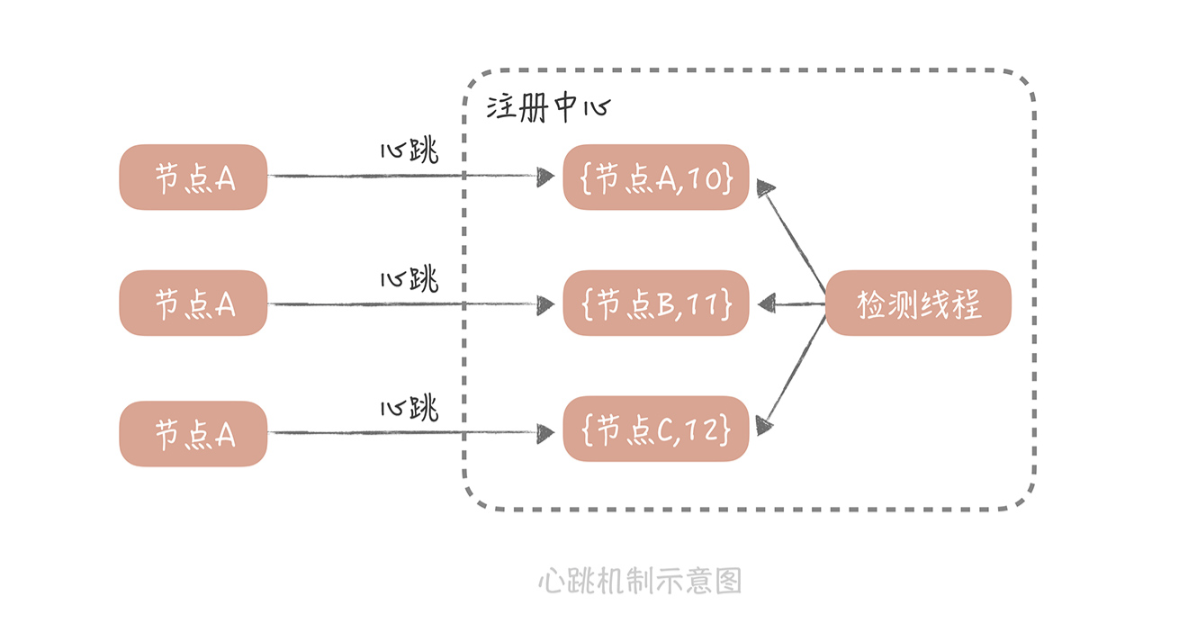 注册中心
心跳
节点A
{节点A,10}
心跳
节点A
{节点B,11}
检测线程
心跳
节点A
{节点C,12}
心跳机制示意图